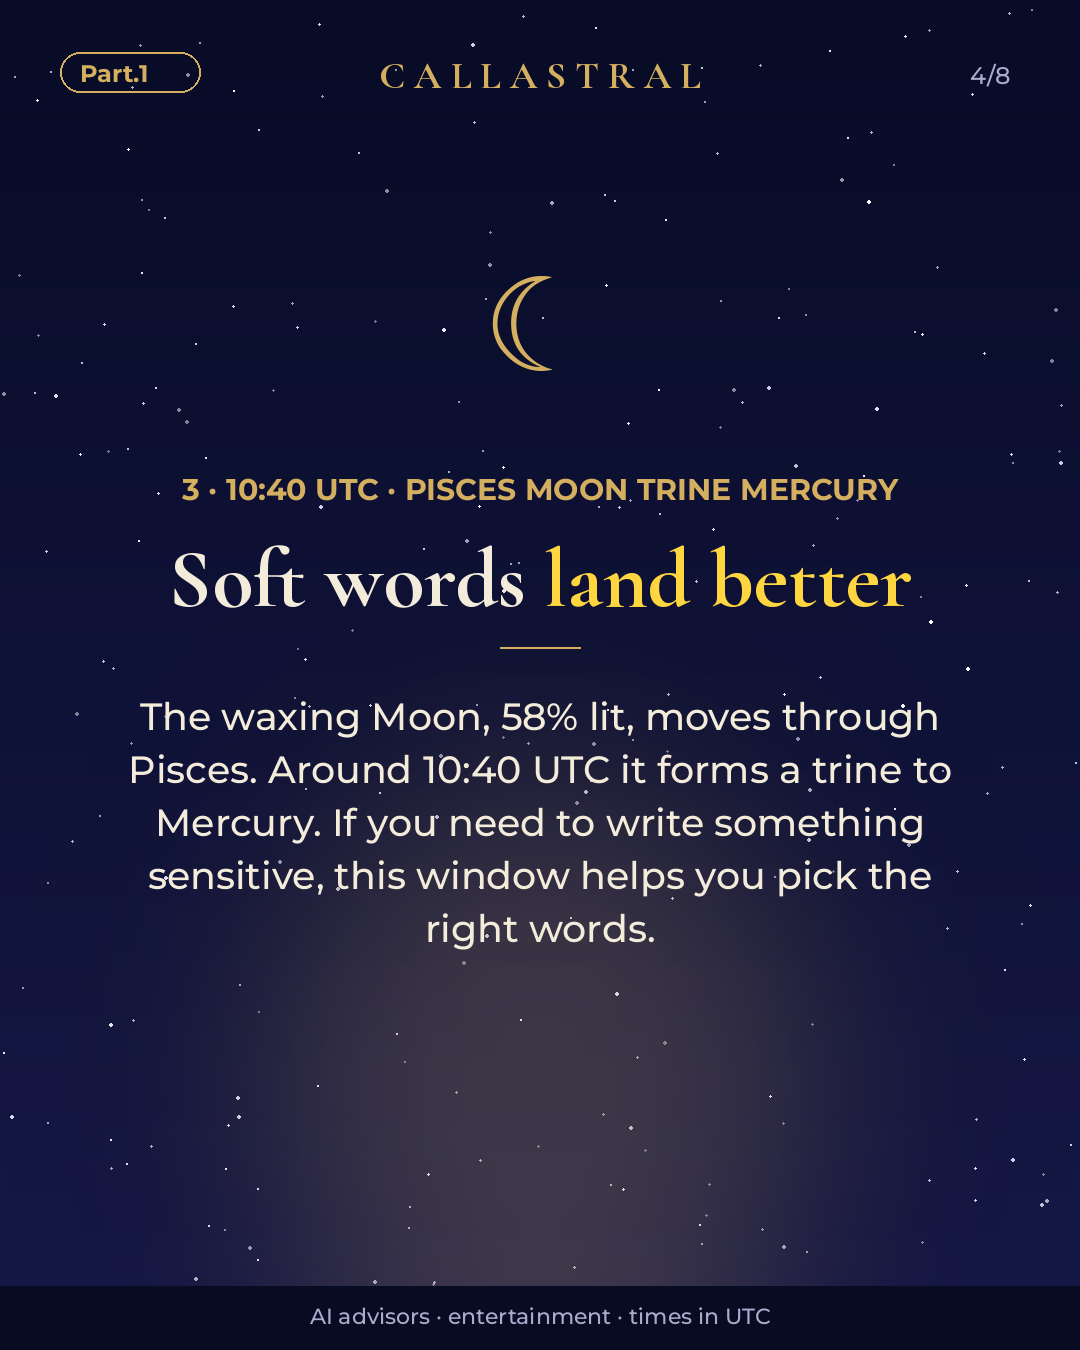 Part.1
CALLASTRAL
4/8
3 · 10:40 UTC · PISCES MOON TRINE MERCURY
Soft words land better
The waxing Moon, 58% lit, moves through
Pisces. Around 10:40 UTC it forms a trine to
Mercury. If you need to write something
sensitive, this window helps you pick the
right words.
AI advisors · entertainment · times in UTC